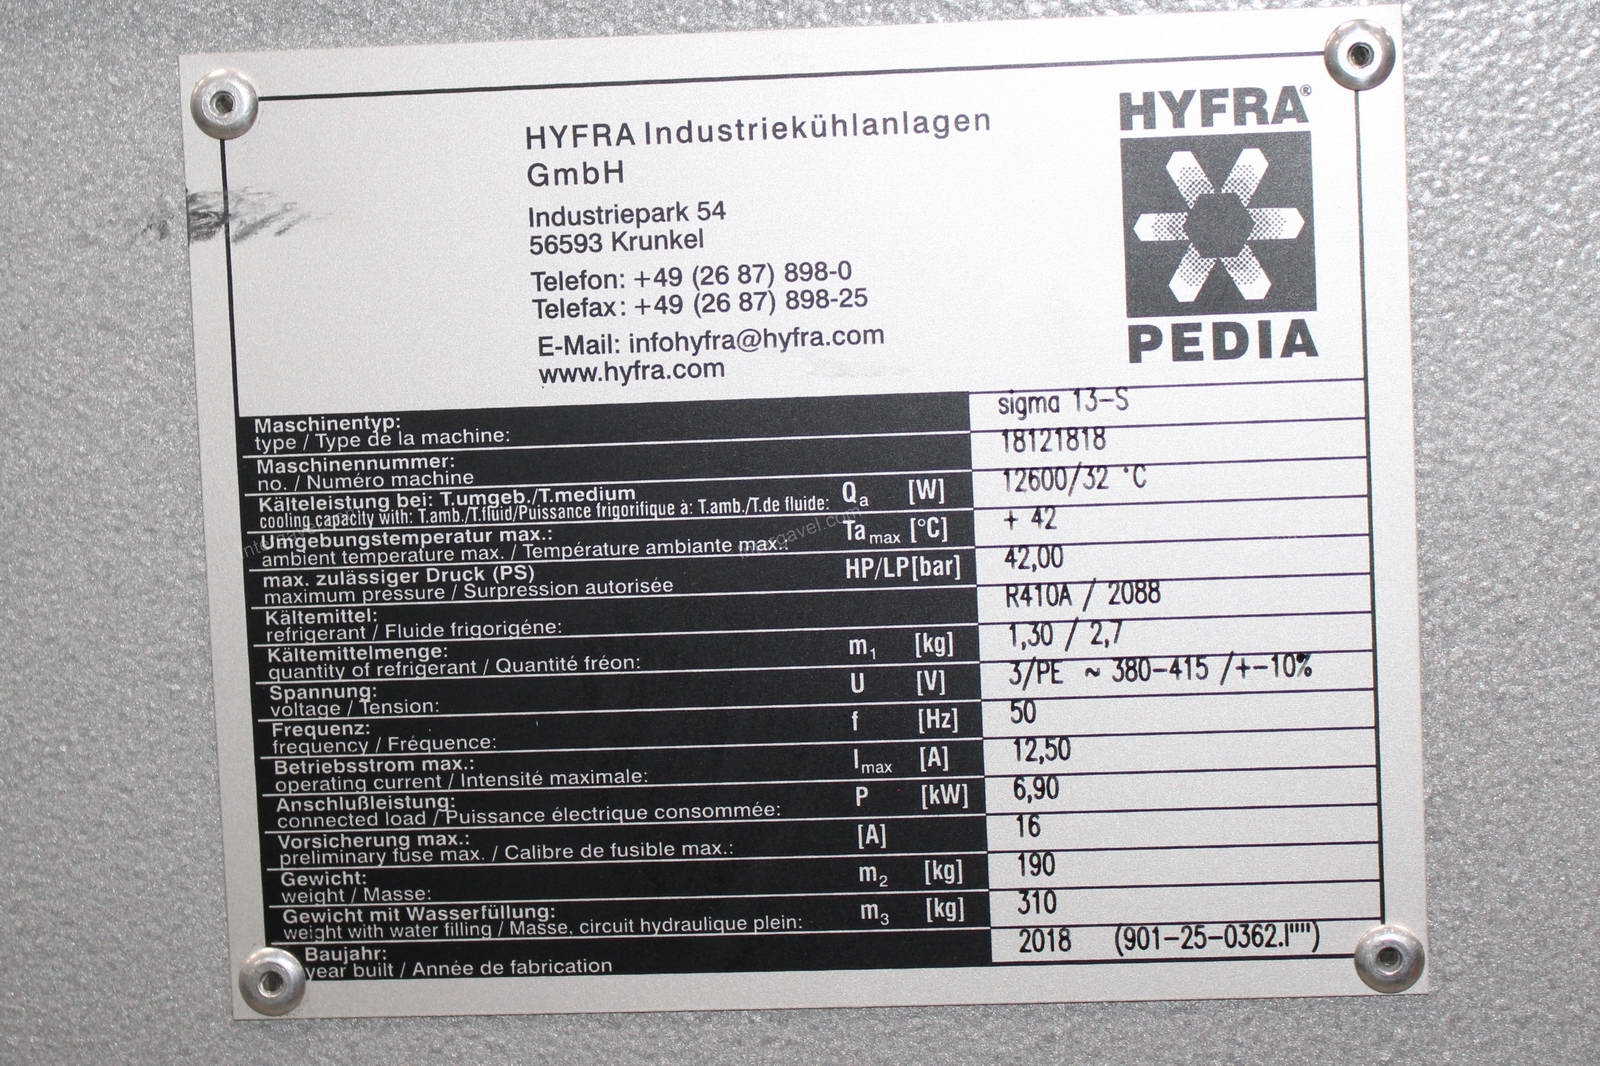 HYFRA Industriekühlanlagen
GmbH
Industriepark 54
56593 Krunkel
Telefon: +49 (26 87) 898-0
Telefax: +49 (26 87) 898-25
E-Mail: infohyfra@hyfra.com
www.hyfra.com
HYFRA®
PEDIA
Maschinentyp:
type / Type de la machine:
sigma 13-S
Maschinennummer:
no. / Numéro machine
18121818
Kälteleistung bei: T.umgeb./T.medium
cooling capacity with: T.amb./T.fluid/Puissance frigorifique à: T.amb./T.de fluide: Qa [W]
12600/32 °C
Umgebungstemperatur max.:
ambient temperature max. / Température ambiante max.: Ta max [°C]
+ 42
max. zulässiger Druck (PS)
maximum pressure / Surpression autorisée HP/LP[bar]
42,00
Kältemittel:
refrigerant / Fluide frigorigéne:
R410A / 2088
Kältemittelmenge:
quantity of refrigerant / Quantité fréon: m1 [kg]
1,30 / 2,7
Spannung:
voltage / Tension: U [V]
3/PE ~ 380-415 /+-10%
Frequenz:
frequency / Fréquence: f [Hz]
50
Betriebsstrom max.:
operating current / Intensité maximale: Imax [A]
12,50
Anschlußleistung:
connected load / Puissance électrique consommée: P [kW]
6,90
Vorsicherung max.:
preliminary fuse max. / Calibre de fusible max.: [A]
16
Gewicht:
weight / Masse: m2 [kg]
190
Gewicht mit Wasserfüllung:
weight with water filling / Masse, circuit hydraulique plein: m3 [kg]
310
Baujahr:
year built / Année de fabrication
2018 (901-25-0362.I"")